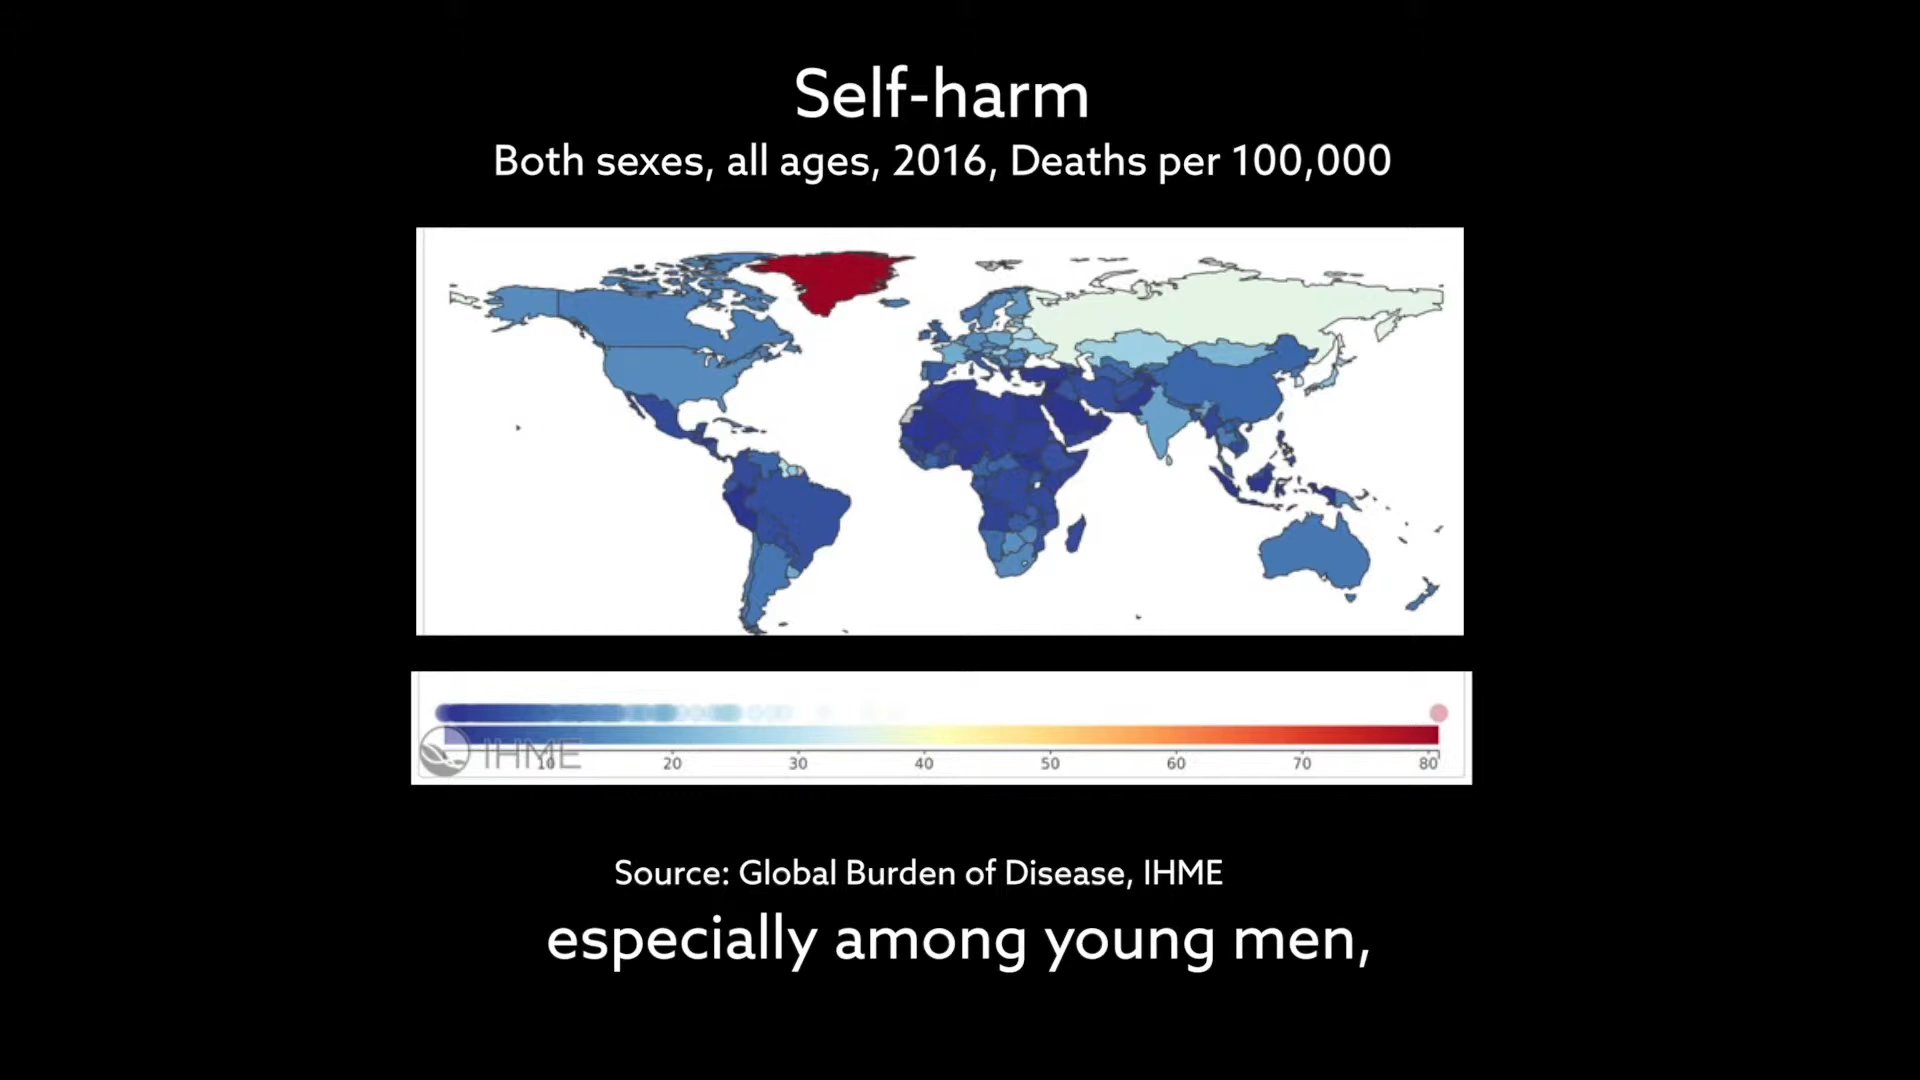 Self-harm
Both sexes, all ages, 2016, Deaths per 100,000
IHME
10 20 30 40 50 60 70 80
Source: Global Burden of Disease, IHME
especially among young men,